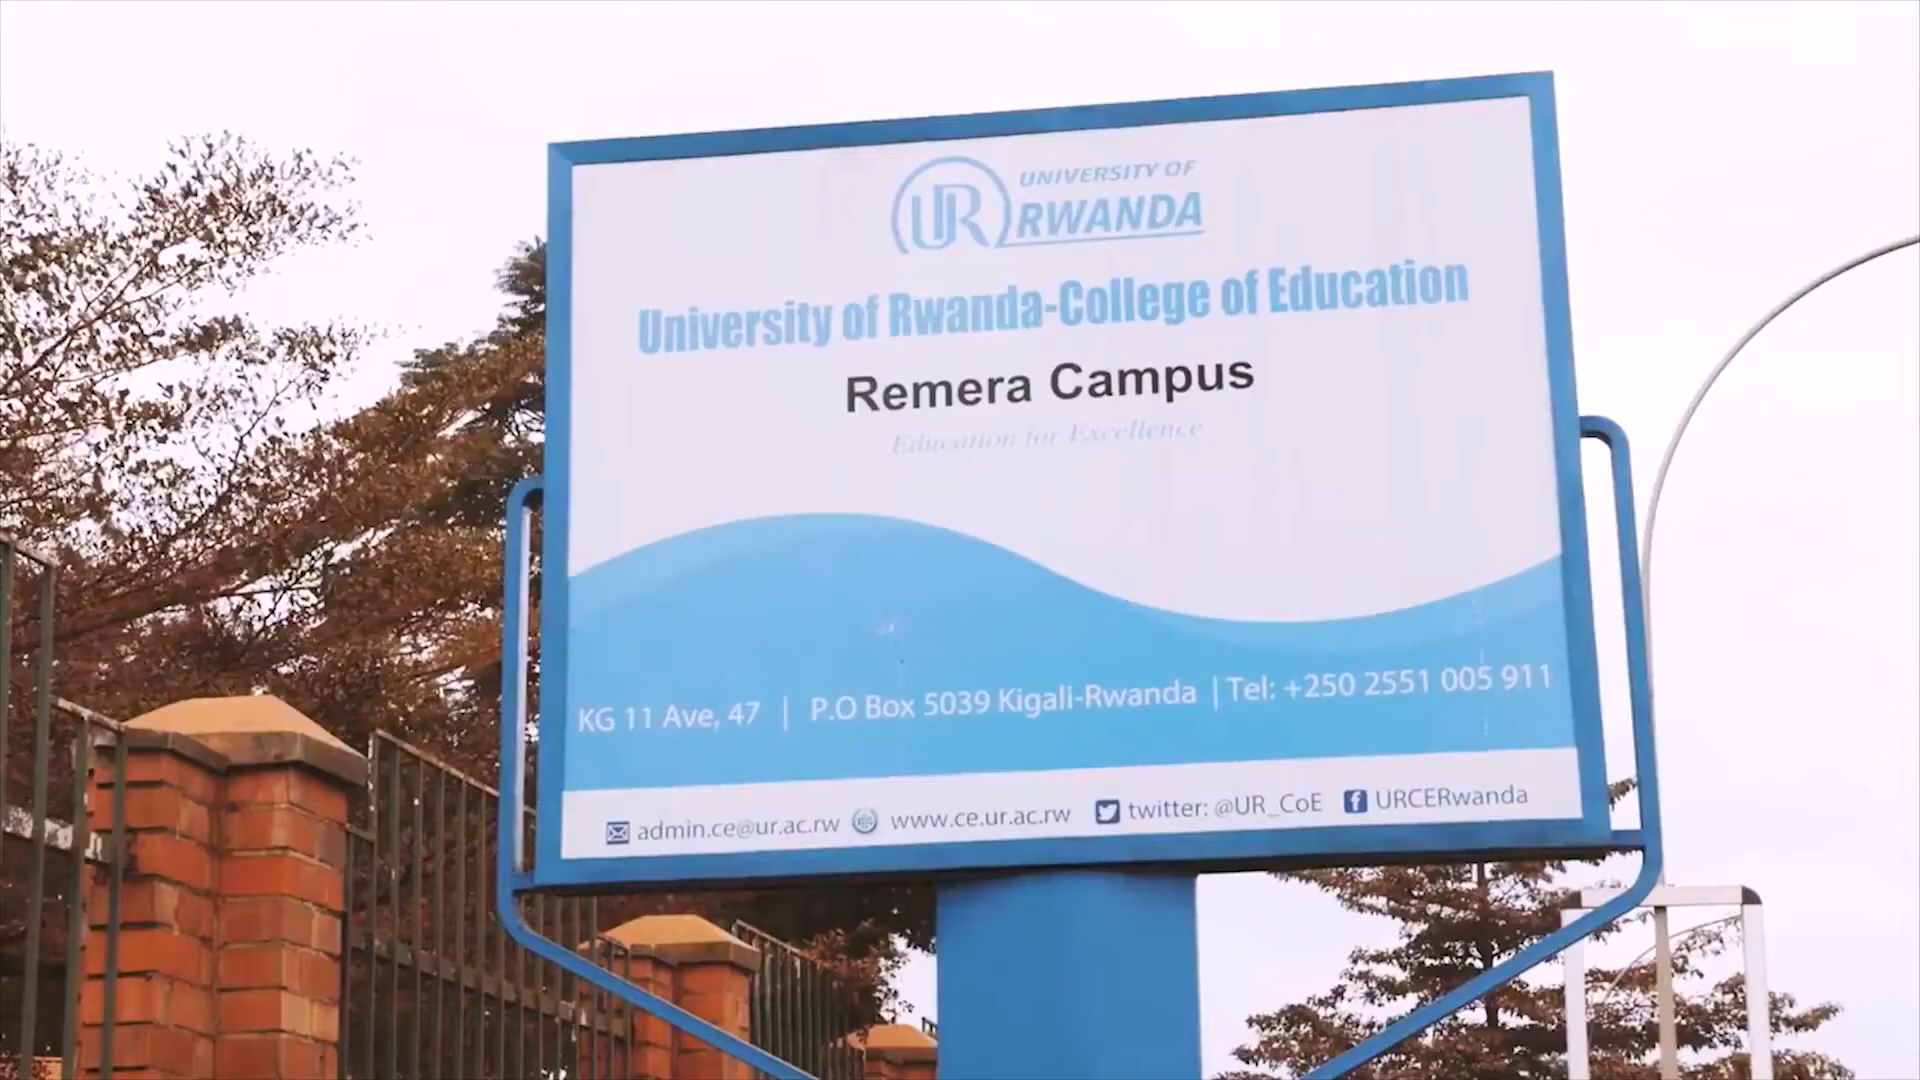 UR UNIVERSITY OF
RWANDA
University of Rwanda-College of Education
Remera Campus
Education for Excellence
KG 11 Ave, 47 | P.O Box 5039 Kigali-Rwanda | Tel: +250 2551 005 911
admin.ce@ur.ac.rw www.ce.ur.ac.rw twitter: @UR_CoE URCERwanda